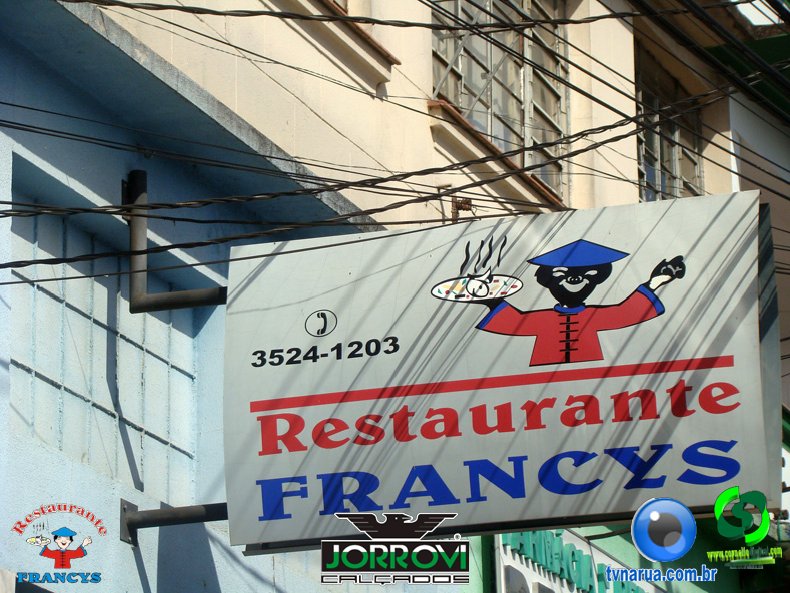 3524-1203
Restaurante
FRANCYS
Restaurante
FRANCYS
JORROVI
CALÇADOS
tvnarua.com.br